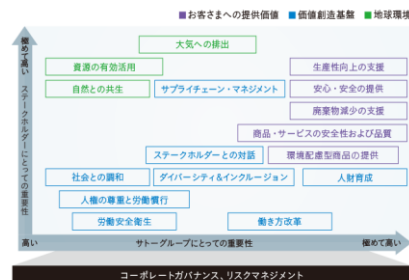 ■お客さまへの提供価値 ■価値創造基盤 ■地球環境
極めて高い
ステークホルダーにとっての重要性
大気への排出
資源の有効活用
生産性向上の支援
自然との共生
サプライチェーン・マネジメント
安心・安全の提供
廃棄物減少の支援
商品・サービスの安全性および品質
ステークホルダーとの対話
環境配慮型商品の提供
社会との調和
ダイバーシティ&インクルージョン
人財育成
人権の尊重と労働慣行
労働安全衛生
働き方改革
高い
サトーグループにとっての重要性
極めて高い
コーポレートガバナンス、リスクマネジメント